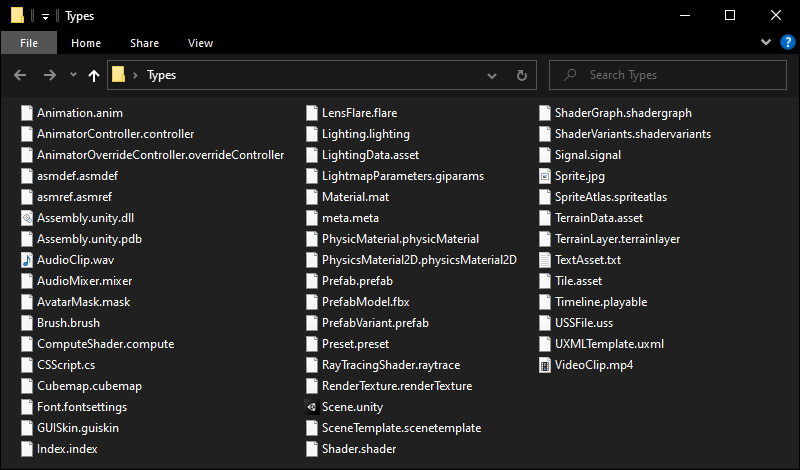 Types
File Home Share View
Types
Search Types
Animation.anim
AnimatorController.controller
AnimatorOverrideController.overrideController
asmdef.asmdef
asmref.asmref
Assembly.unity.dll
Assembly.unity.pdb
AudioClip.wav
AudioMixer.mixer
AvatarMask.mask
Brush.brush
ComputeShader.compute
CSScript.cs
Cubemap.cubemap
Font.fontsettings
GUISkin.guiskin
Index.index
LensFlare.flare
Lighting.lighting
LightingData.asset
LightmapParameters.giparams
Material.mat
meta.meta
PhysicMaterial.physicMaterial
PhysicsMaterial2D.physicsMaterial2D
Prefab.prefab
PrefabModel.fbx
PrefabVariant.prefab
Preset.preset
RayTracingShader.raytrace
RenderTexture.renderTexture
Scene.unity
SceneTemplate.scenetemplate
Shader.shader
ShaderGraph.shadergraph
ShaderVariants.shadervariants
Signal.signal
Sprite.jpg
SpriteAtlas.spriteatlas
TerrainData.asset
TerrainLayer.terrainlayer
TextAsset.txt
Tile.asset
Timeline.playable
USSFile.uss
UXMLTemplate.uxml
VideoClip.mp4